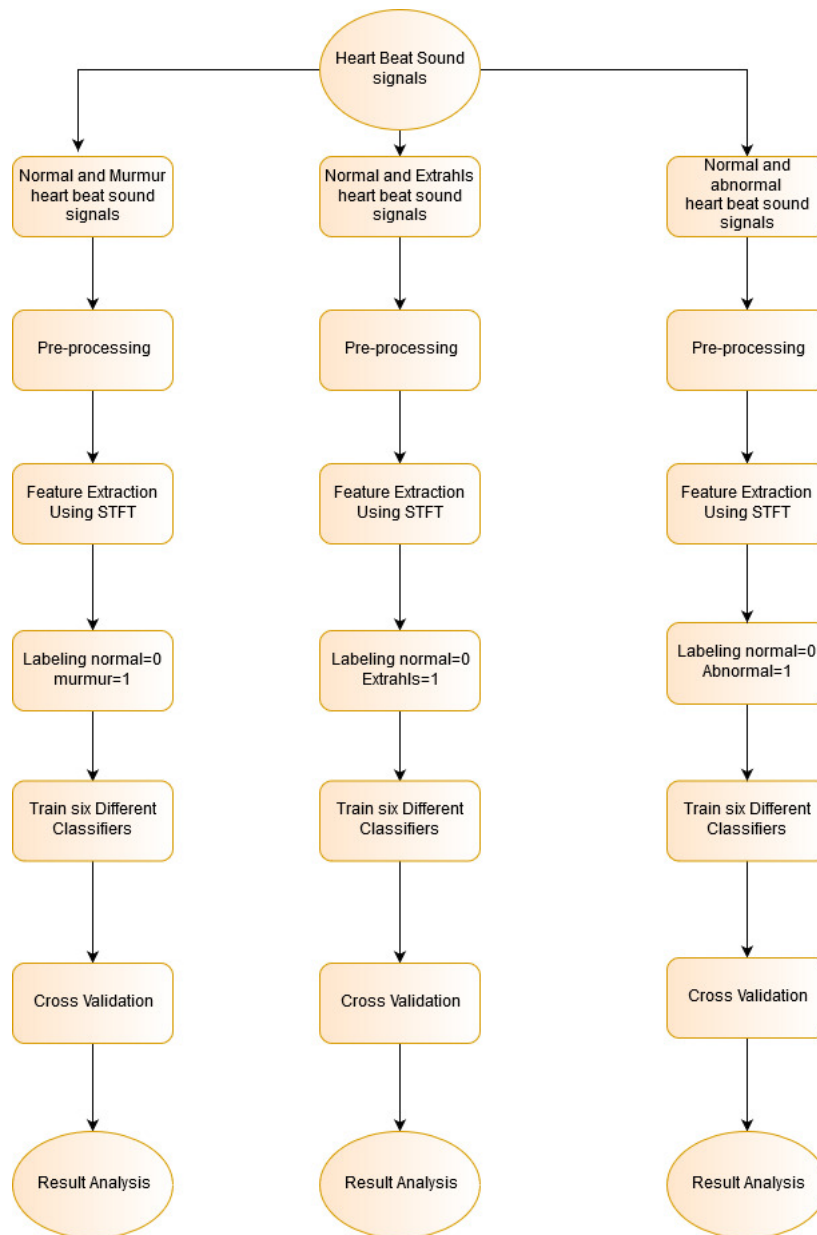 Heart Beat Sound
signals
Normal and Murmur
heart beat sound
signals
Normal and Extrahls
heart beat sound
signals
Normal and
abnormal
heart beat sound
signals
Pre-processing
Pre-processing
Pre-processing
Feature Extraction
Using STFT
Feature Extraction
Using STFT
Feature Extraction
Using STFT
Labeling normal=0
murmur=1
Labeling normal=0
Extrahls=1
Labeling normal=0
Abnormal=1
Train six Different
Classifiers
Train six Different
Classifiers
Train six Different
Classifiers
Cross Validation
Cross Validation
Cross Validation
Result Analysis
Result Analysis
Result Analysis